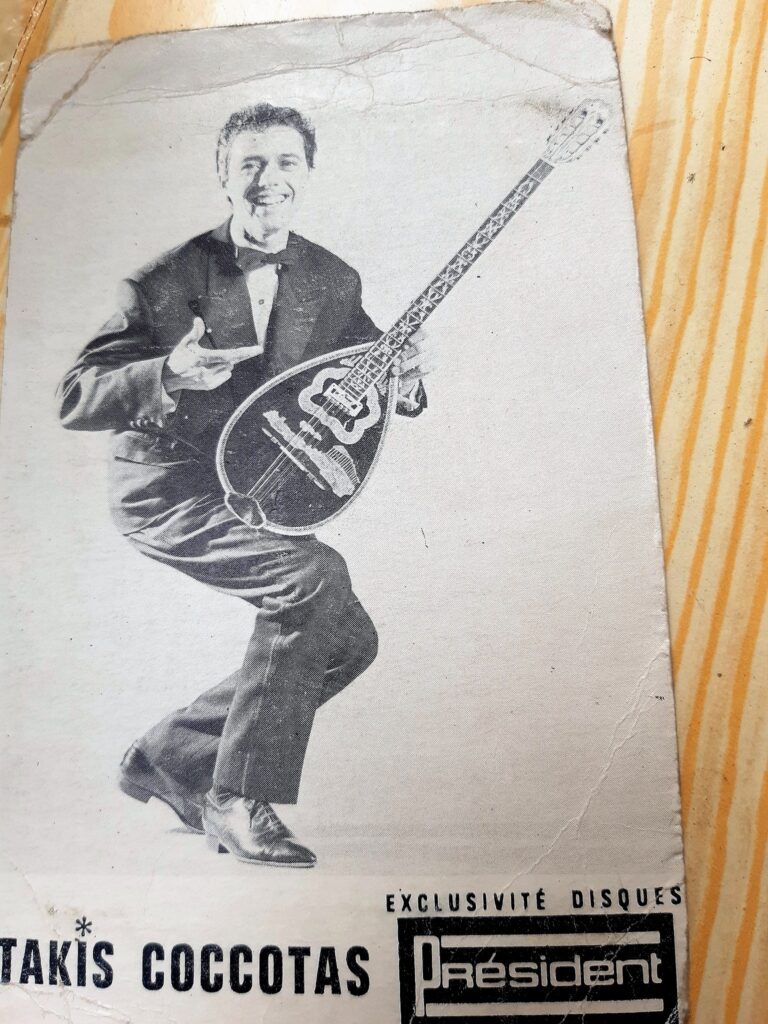 EXCLUSIVITÉ DISQUES
TAKIS COCCOTAS
Président